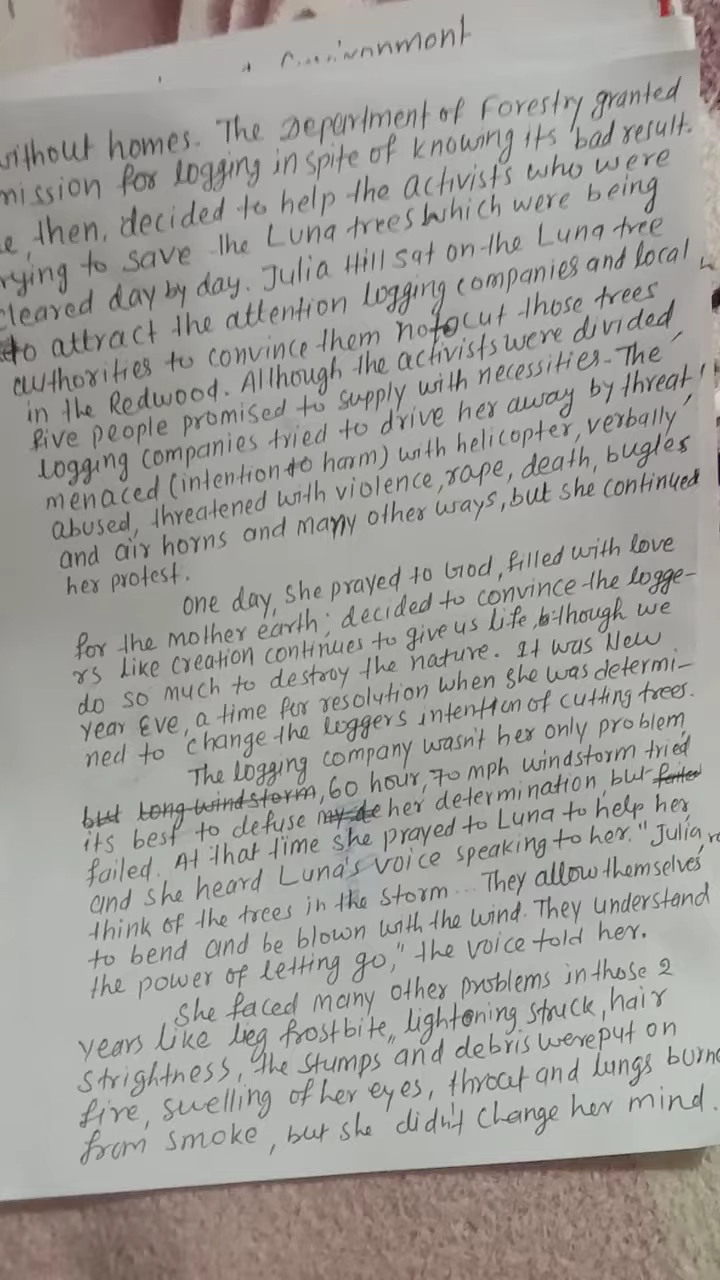 without homes. The Department of Forestry granted
mission for logging in spite of knowing its bad result.
then, decided to help the activists who were
rying to save the Luna trees which were being
cleared day by day. Julia Hill sat on the Luna tree
to attract the attention logging companies and local
authorities to convince them not to cut those trees
in the Redwood. Although the activists were divided,
five people promised to supply with necessities. The
logging companies tried to drive her away by threat,
menaced (intention to harm) with helicopter, verbally
abused, threatened with violence, rape, death, bugles
and air horns and many other ways, but she continued
her protest.
One day, she prayed to God, filled with love
for the mother earth; decided to convince the logge-
rs like creation continues to give us life, though we
do so much to destroy the nature. It was New
year Eve, a time for resolution when she was determi-
ned to change the loggers intention of cutting trees.
The logging company wasn't her only problem,
but long windstorm, 60 hour, 70 mph windstorm tried
its best to defuse her determination, but failed
failed. At that time she prayed to Luna to help her
and she heard Luna's voice speaking to her. "Julia,
think of the trees in the storm... They allow themselves
to bend and be blown with the wind. They understand
the power of letting go," the voice told her.
She faced many other problems in those 2
years like leg frostbite, lightening struck, hair
strightness, the stumps and debris were put on
fire, swelling of her eyes, throat and lungs burn
from smoke, but she didn't change her mind.